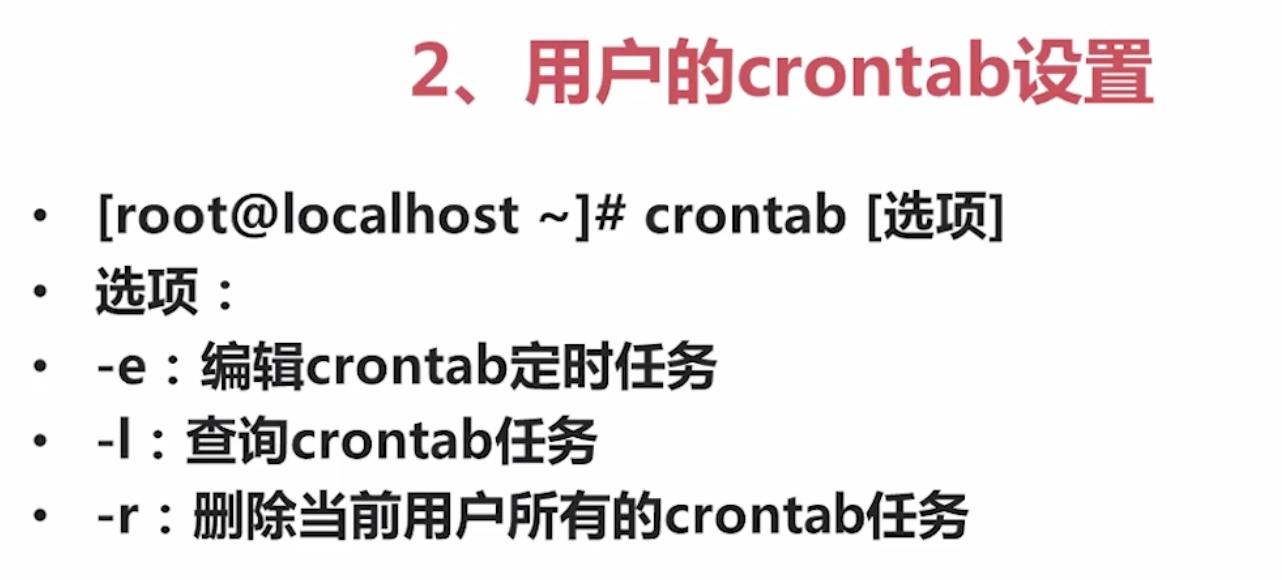 2、用户的crontab设置
• [root@localhost ~]# crontab [选项]
• 选项：
• -e：编辑crontab定时任务
• -l：查询crontab任务
• -r：删除当前用户所有的crontab任务